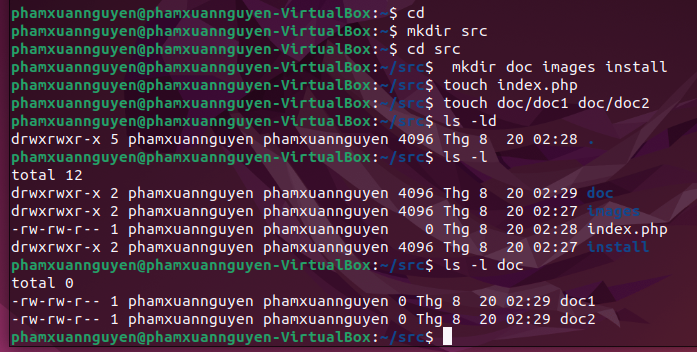 phamxuannguyen@phamxuannguyen-VirtualBox:~$ cd
phamxuannguyen@phamxuannguyen-VirtualBox:~$ mkdir src
phamxuannguyen@phamxuannguyen-VirtualBox:~$ cd src
phamxuannguyen@phamxuannguyen-VirtualBox:~/src$  mkdir doc images install
phamxuannguyen@phamxuannguyen-VirtualBox:~/src$ touch index.php
phamxuannguyen@phamxuannguyen-VirtualBox:~/src$ touch doc/doc1 doc/doc2
phamxuannguyen@phamxuannguyen-VirtualBox:~/src$ ls -ld
drwxrwxr-x 5 phamxuannguyen phamxuannguyen 4096 Thg 8  20 02:28 .
phamxuannguyen@phamxuannguyen-VirtualBox:~/src$ ls -l
total 12
drwxrwxr-x 2 phamxuannguyen phamxuannguyen 4096 Thg 8  20 02:29 doc
drwxrwxr-x 2 phamxuannguyen phamxuannguyen 4096 Thg 8  20 02:27 images
-rw-rw-r-- 1 phamxuannguyen phamxuannguyen    0 Thg 8  20 02:28 index.php
drwxrwxr-x 2 phamxuannguyen phamxuannguyen 4096 Thg 8  20 02:27 install
phamxuannguyen@phamxuannguyen-VirtualBox:~/src$ ls -l doc
total 0
-rw-rw-r-- 1 phamxuannguyen phamxuannguyen 0 Thg 8  20 02:29 doc1
-rw-rw-r-- 1 phamxuannguyen phamxuannguyen 0 Thg 8  20 02:29 doc2
phamxuannguyen@phamxuannguyen-VirtualBox:~/src$